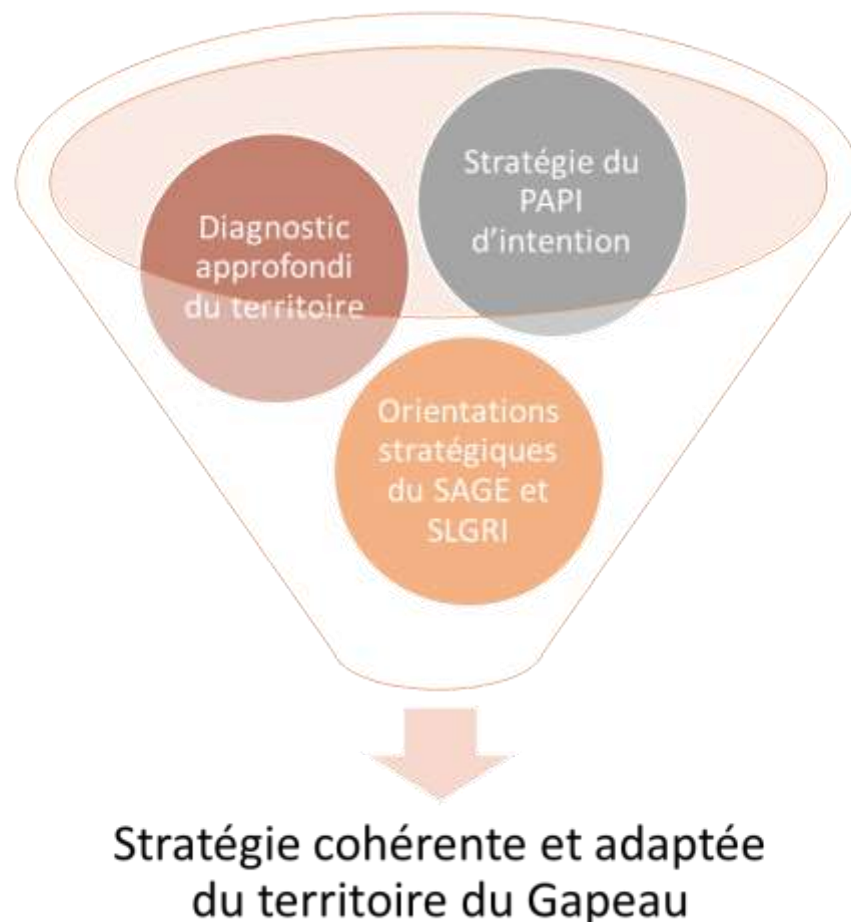 Stratégie du
PAPI
d'intention
Diagnostic
approfondi
du territoire
Orientations
stratégiques
du SAGE et
SLGRI
Stratégie cohérente et adaptée
du territoire du Gapeau